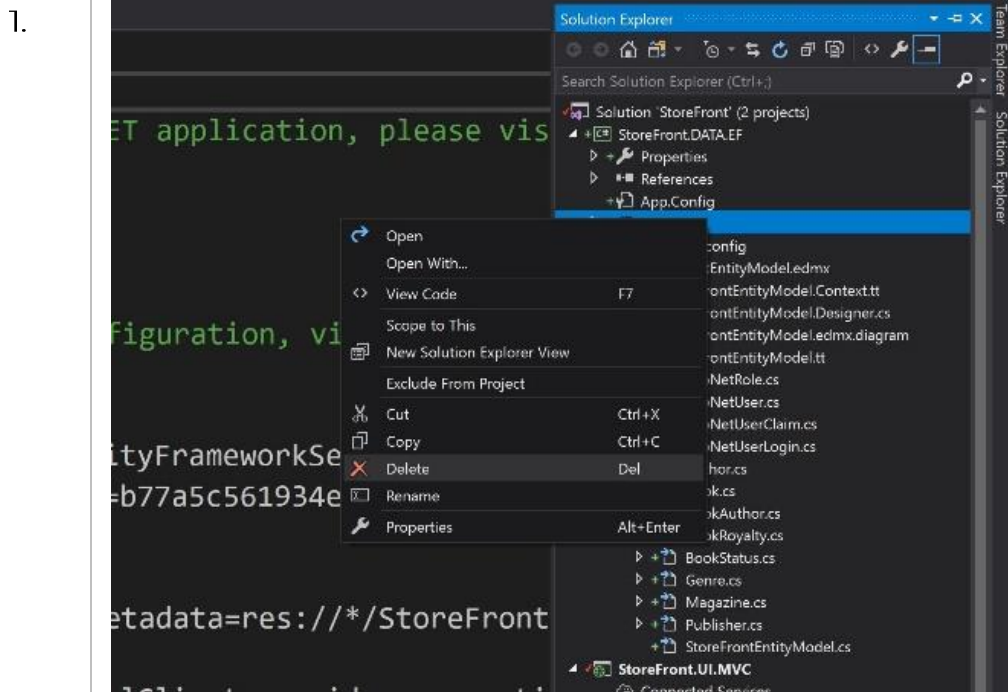 1.
Solution Explorer
Search Solution Explorer (Ctrl+;)
Solution 'StoreFront' (2 projects)
StoreFront.DATA.EF
Properties
References
App.Config
ET application, please vis
figuration, vi
ityFrameworkSe
=b77a5c561934e
etadata=res://*/StoreFront
Open
Open With...
View Code F7
Scope to This
New Solution Explorer View
Exclude From Project
Cut Ctrl+X
Copy Ctrl+C
Delete Del
Rename
Properties Alt+Enter
config
EntityModel.edmx
ontEntityModel.Context.tt
ontEntityModel.Designer.cs
ontEntityModel.edmx.diagram
ontEntityModel.tt
NetRole.cs
NetUser.cs
NetUserClaim.cs
NetUserLogin.cs
hor.cs
ok.cs
okAuthor.cs
okRoyalty.cs
BookStatus.cs
Genre.cs
Magazine.cs
Publisher.cs
StoreFrontEntityModel.cs
StoreFront.UI.MVC
Connected Services
Team Explorer
Solution Explorer